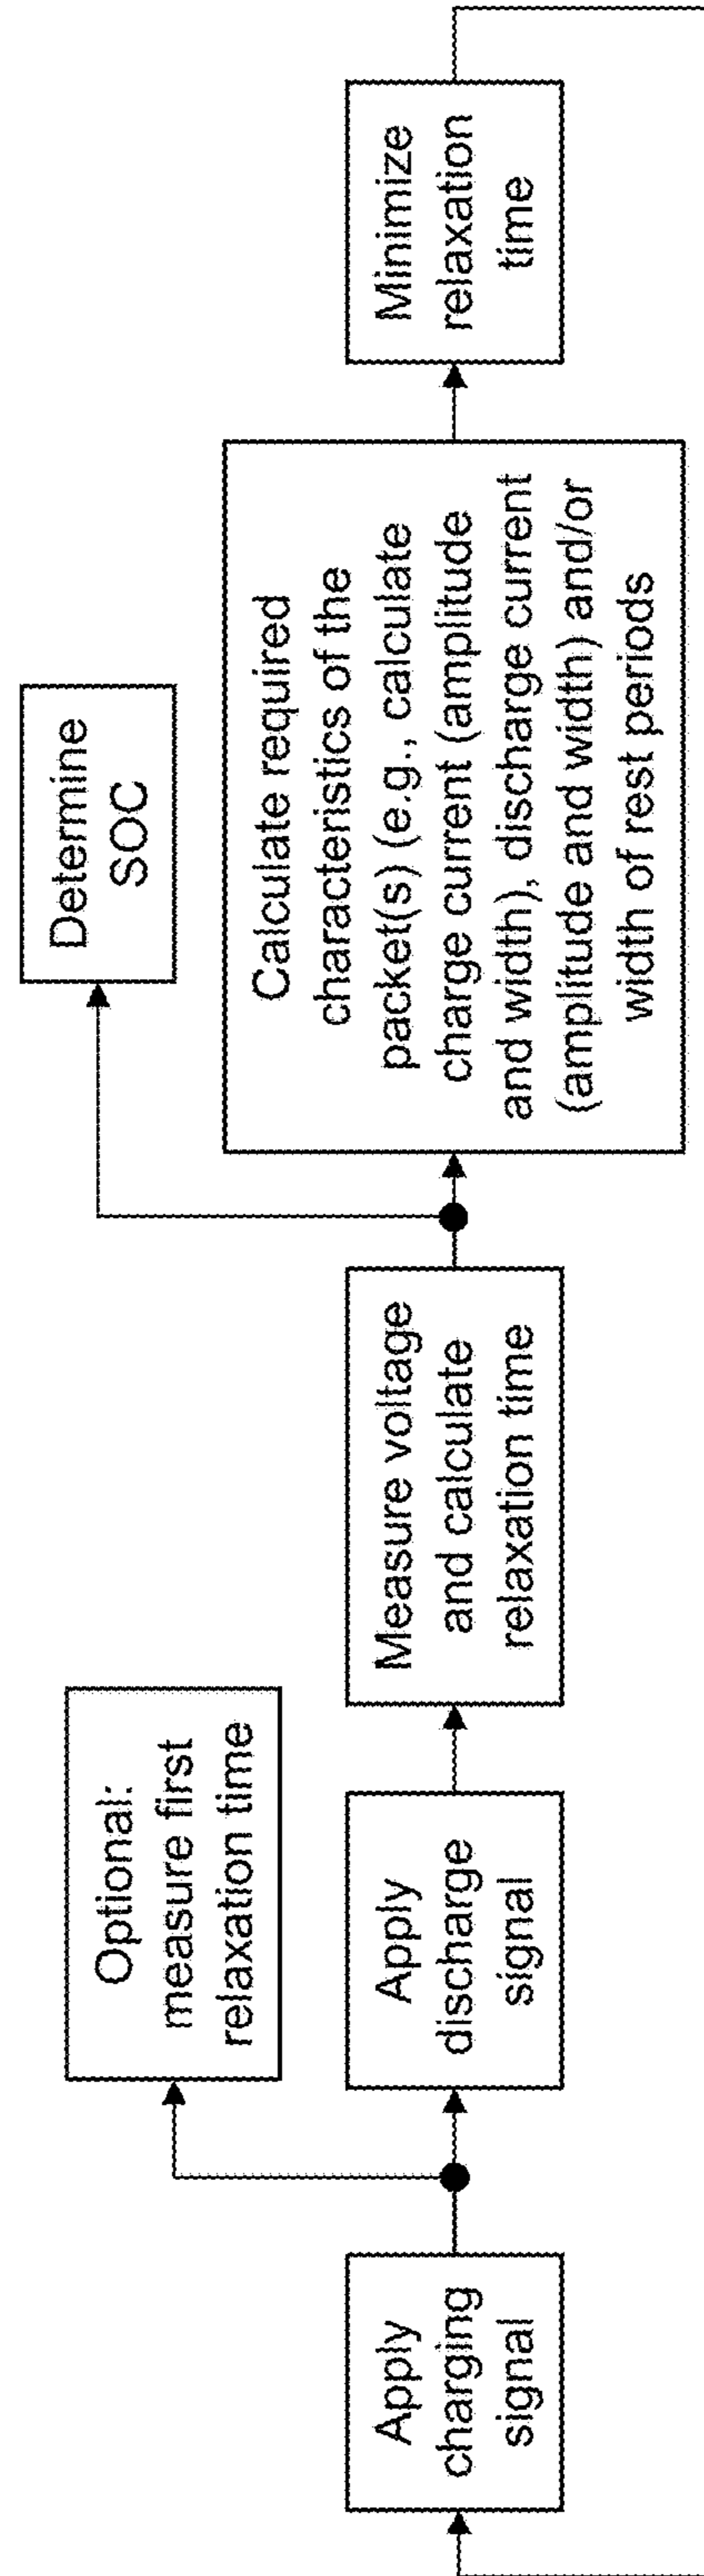 Apply
charging
signal
Optional:
measure first
relaxation time
Apply
discharge
signal
Measure voltage
and calculate
relaxation time
Determine
SOC
Calculate required
characteristics of the
packet(s) (e.g., calculate
charge current (amplitude
and width), discharge current
(amplitude and width) and/or
width of rest periods
Minimize
relaxation
time